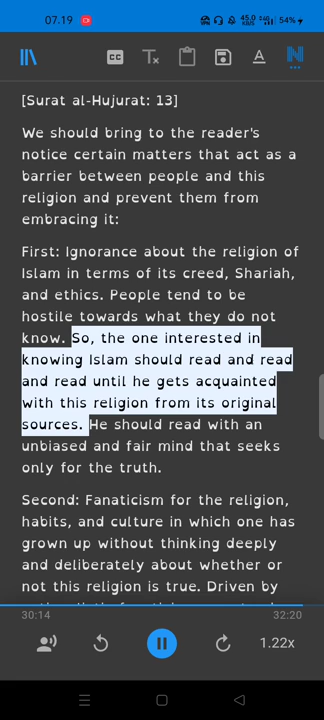 07.19
45.0
54%
CC
[Surat al-Hujurat: 13]
We should bring to the reader's
notice certain matters that act as a
barrier between people and this
religion and prevent them from
embracing it:
First: Ignorance about the religion of
Islam in terms of its creed, Shariah,
and ethics. People tend to be
hostile towards what they do not
know. So, the one interested in
knowing Islam should read and read
and read until he gets acquainted
with this religion from its original
sources. He should read with an
unbiased and fair mind that seeks
only for the truth.
Second: Fanaticism for the religion,
habits, and culture in which one has
grown up without thinking deeply
and deliberately about whether or
not this religion is true. Driven by
30:14
32:20
1.22x